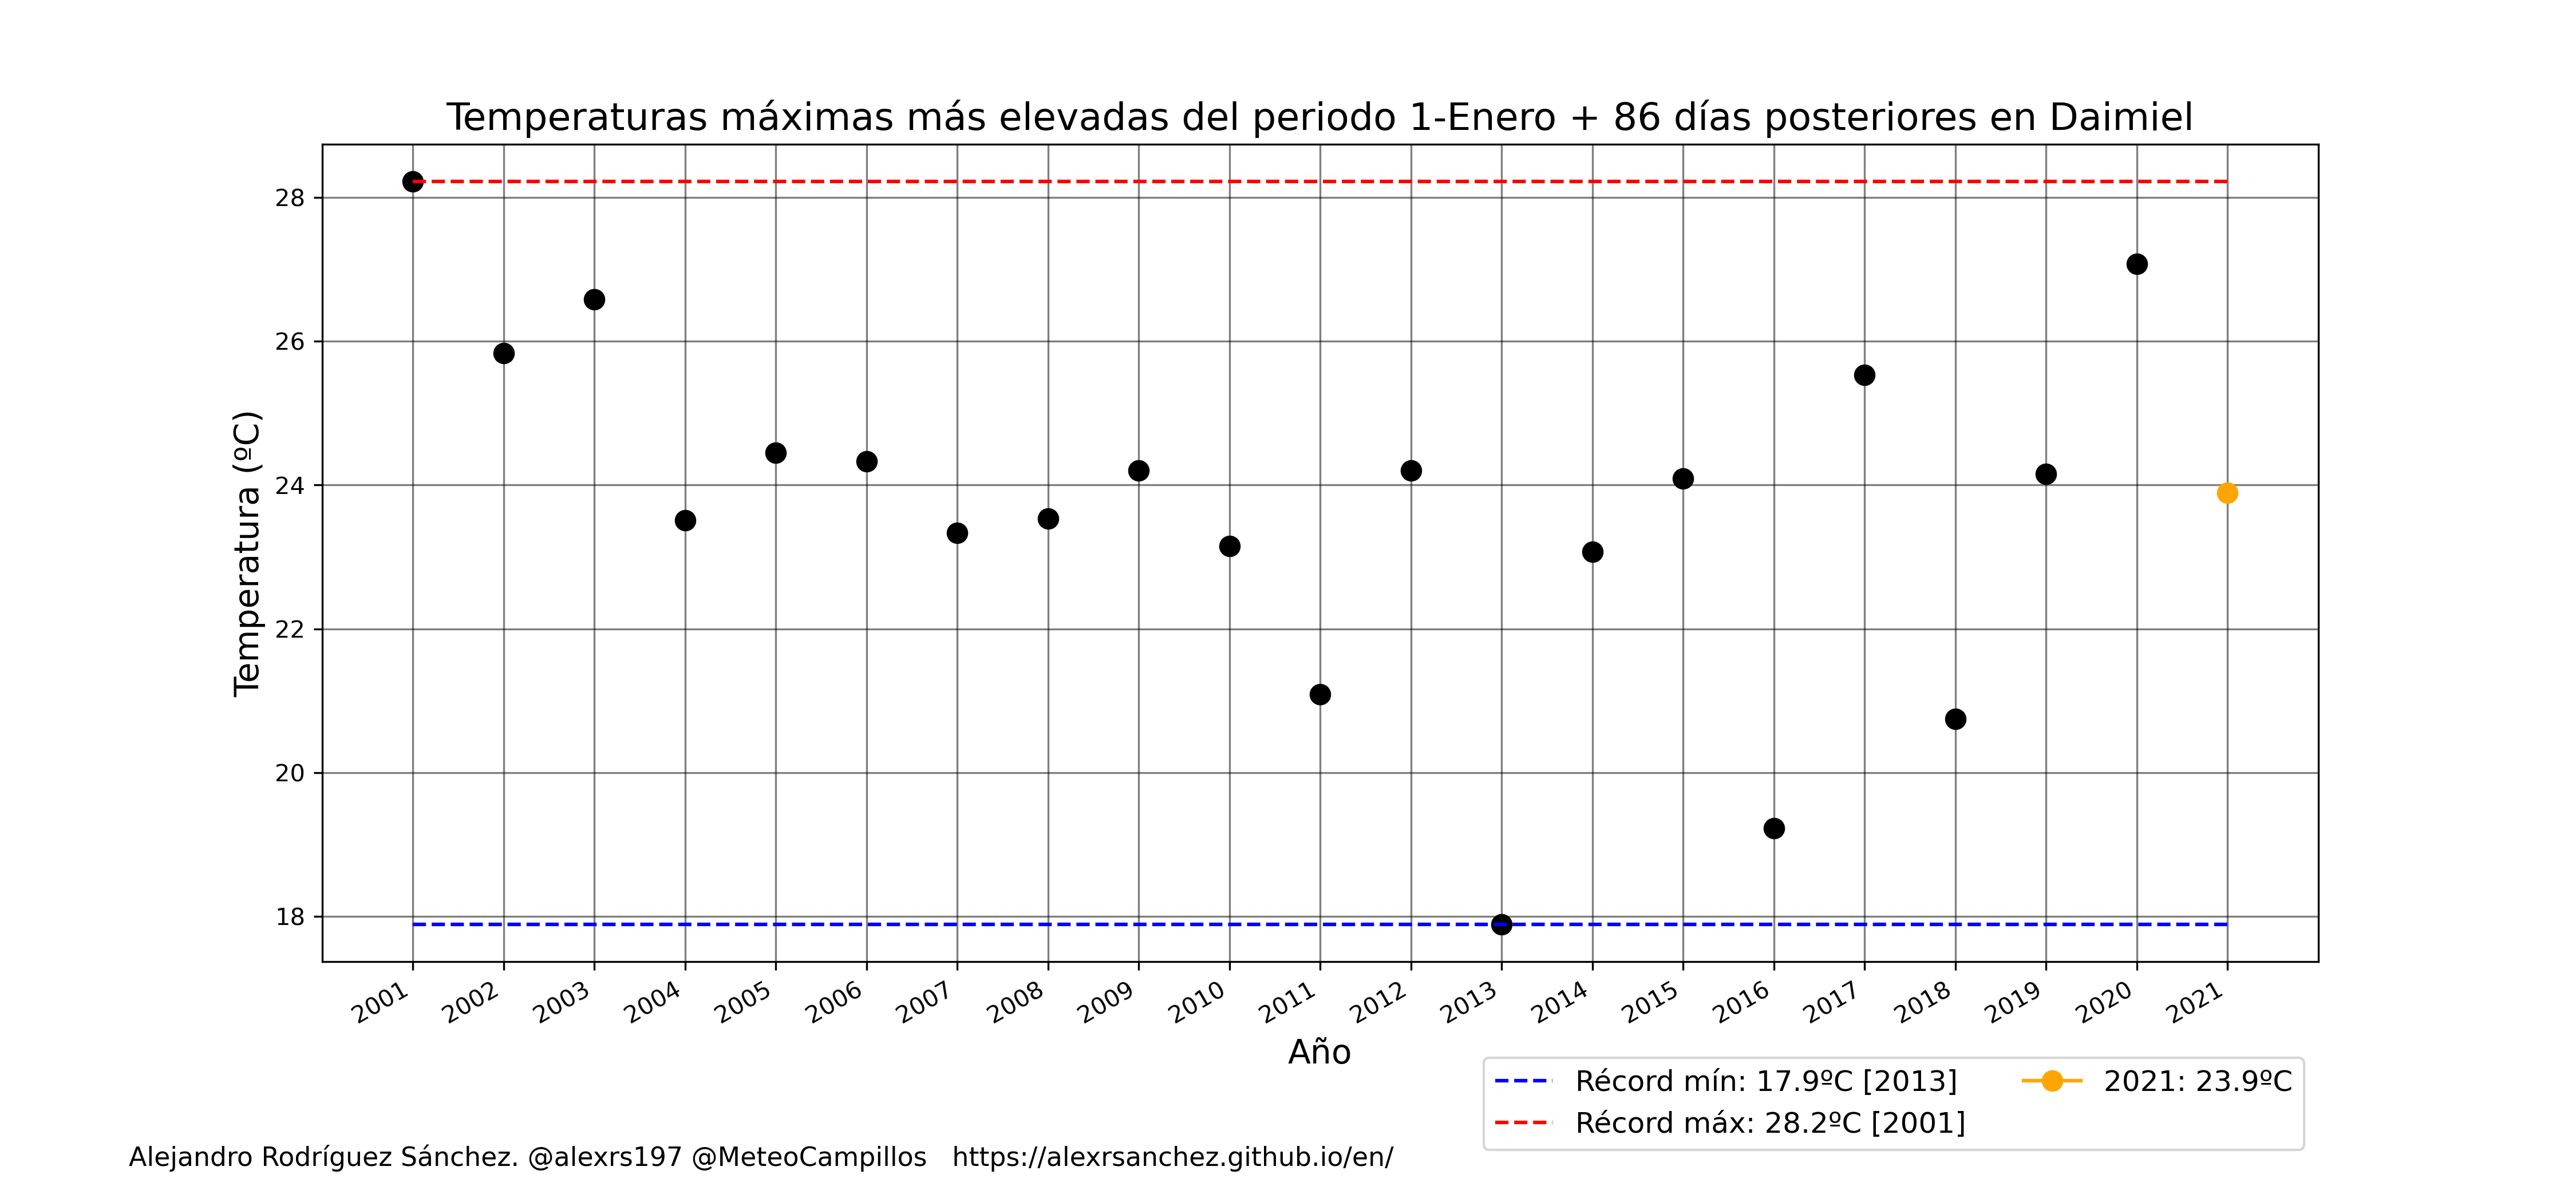 Temperaturas máximas más elevadas del periodo 1-Enero + 86 días posteriores en Daimiel
Temperatura (ºC)
28
26
24
22
20
18
2001 2002 2003 2004 2005 2006 2007 2008 2009 2010 2011 2012 2013 2014 2015 2016 2017 2018 2019 2020 2021
Año
Récord mín: 17.9ºC [2013]
Récord máx: 28.2ºC [2001]
2021: 23.9ºC
Alejandro Rodríguez Sánchez. @alexrs197 @MeteoCampillos https://alexrsanchez.github.io/en/